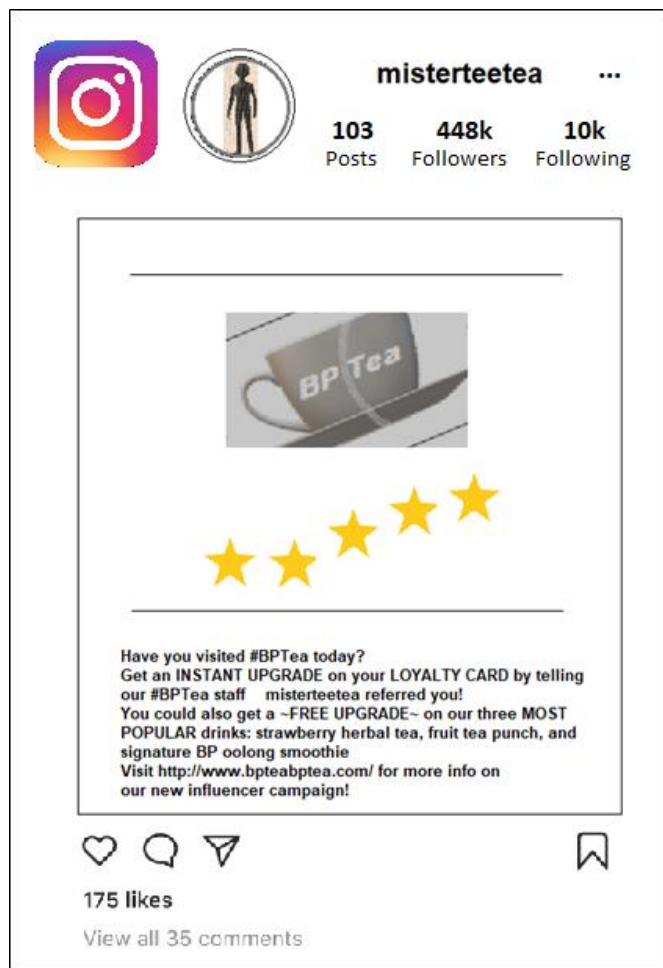 misterteetea ...
103 448k 10k
Posts Followers Following
BP Tea
Have you visited #BPTea today?
Get an INSTANT UPGRADE on your LOYALTY CARD by telling
our #BPTea staff misterteetea referred you!
You could also get a ~FREE UPGRADE~ on our three MOST
POPULAR drinks: strawberry herbal tea, fruit tea punch, and
signature BP oolong smoothie
Visit http://www.bpteabptea.com/ for more info on
our new influencer campaign!
175 likes
View all 35 comments